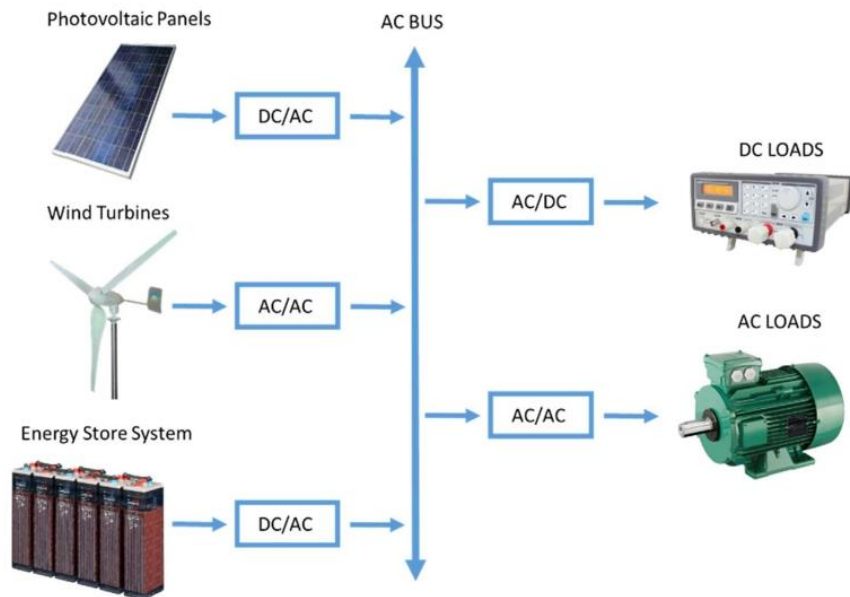 Photovoltaic Panels
AC BUS
DC/AC
DC LOADS
AC/DC
Wind Turbines
AC/AC
AC LOADS
AC/AC
Energy Store System
DC/AC